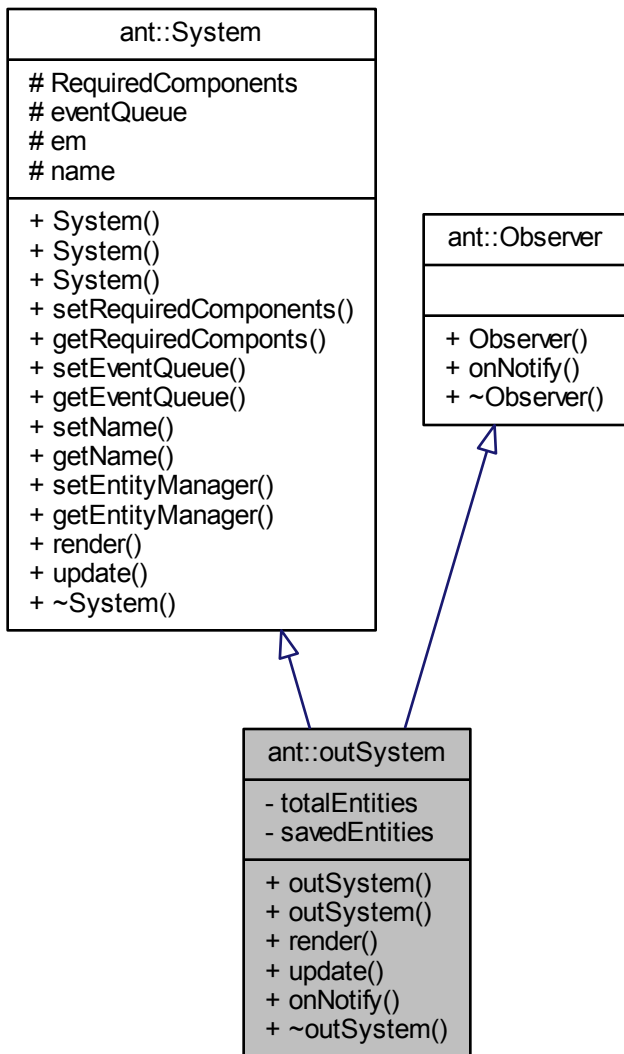 ant::System
# RequiredComponents
# eventQueue
# em
# name
+ System()
+ System()
+ System()
+ setRequiredComponents()
+ getRequiredComponts()
+ setEventQueue()
+ getEventQueue()
+ setName()
+ getName()
+ setEntityManager()
+ getEntityManager()
+ render()
+ update()
+ ~System()
ant::Observer
+ Observer()
+ onNotify()
+ ~Observer()
ant::outSystem
- totalEntities
- savedEntities
+ outSystem()
+ outSystem()
+ render()
+ update()
+ onNotify()
+ ~outSystem()